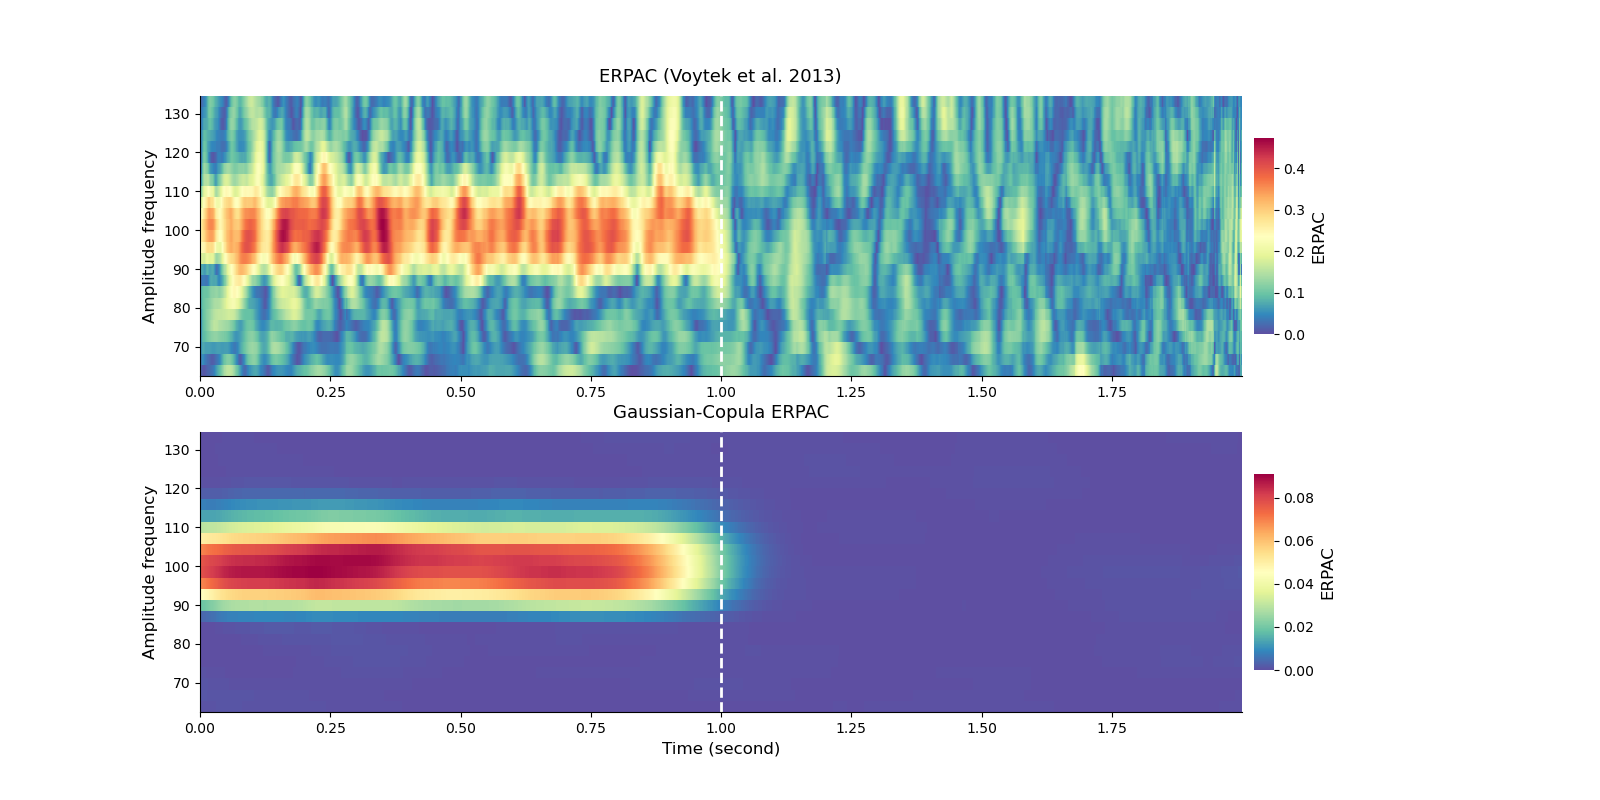 ERPAC (Voytek et al. 2013)
Amplitude frequency
130
120
110
100
90
80
70
0.00 0.25 0.50 0.75 1.00 1.25 1.50 1.75
0.4
0.3
0.2
0.1
0.0
ERPAC
Gaussian-Copula ERPAC
Amplitude frequency
130
120
110
100
90
80
70
0.00 0.25 0.50 0.75 1.00 1.25 1.50 1.75
Time (second)
0.08
0.06
0.04
0.02
0.00
ERPAC